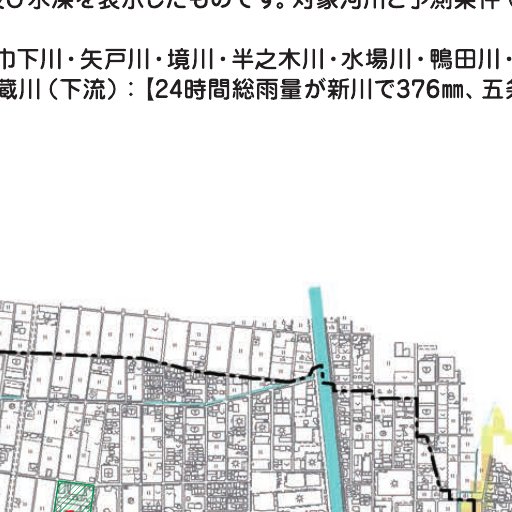 水深を表示したものです。対象河川と予測条件
巾下川・矢戸川・境川・半之木川・水場川・鴨田川・
蔵川（下流）：【24時間総雨量が新川で376㎜、五条